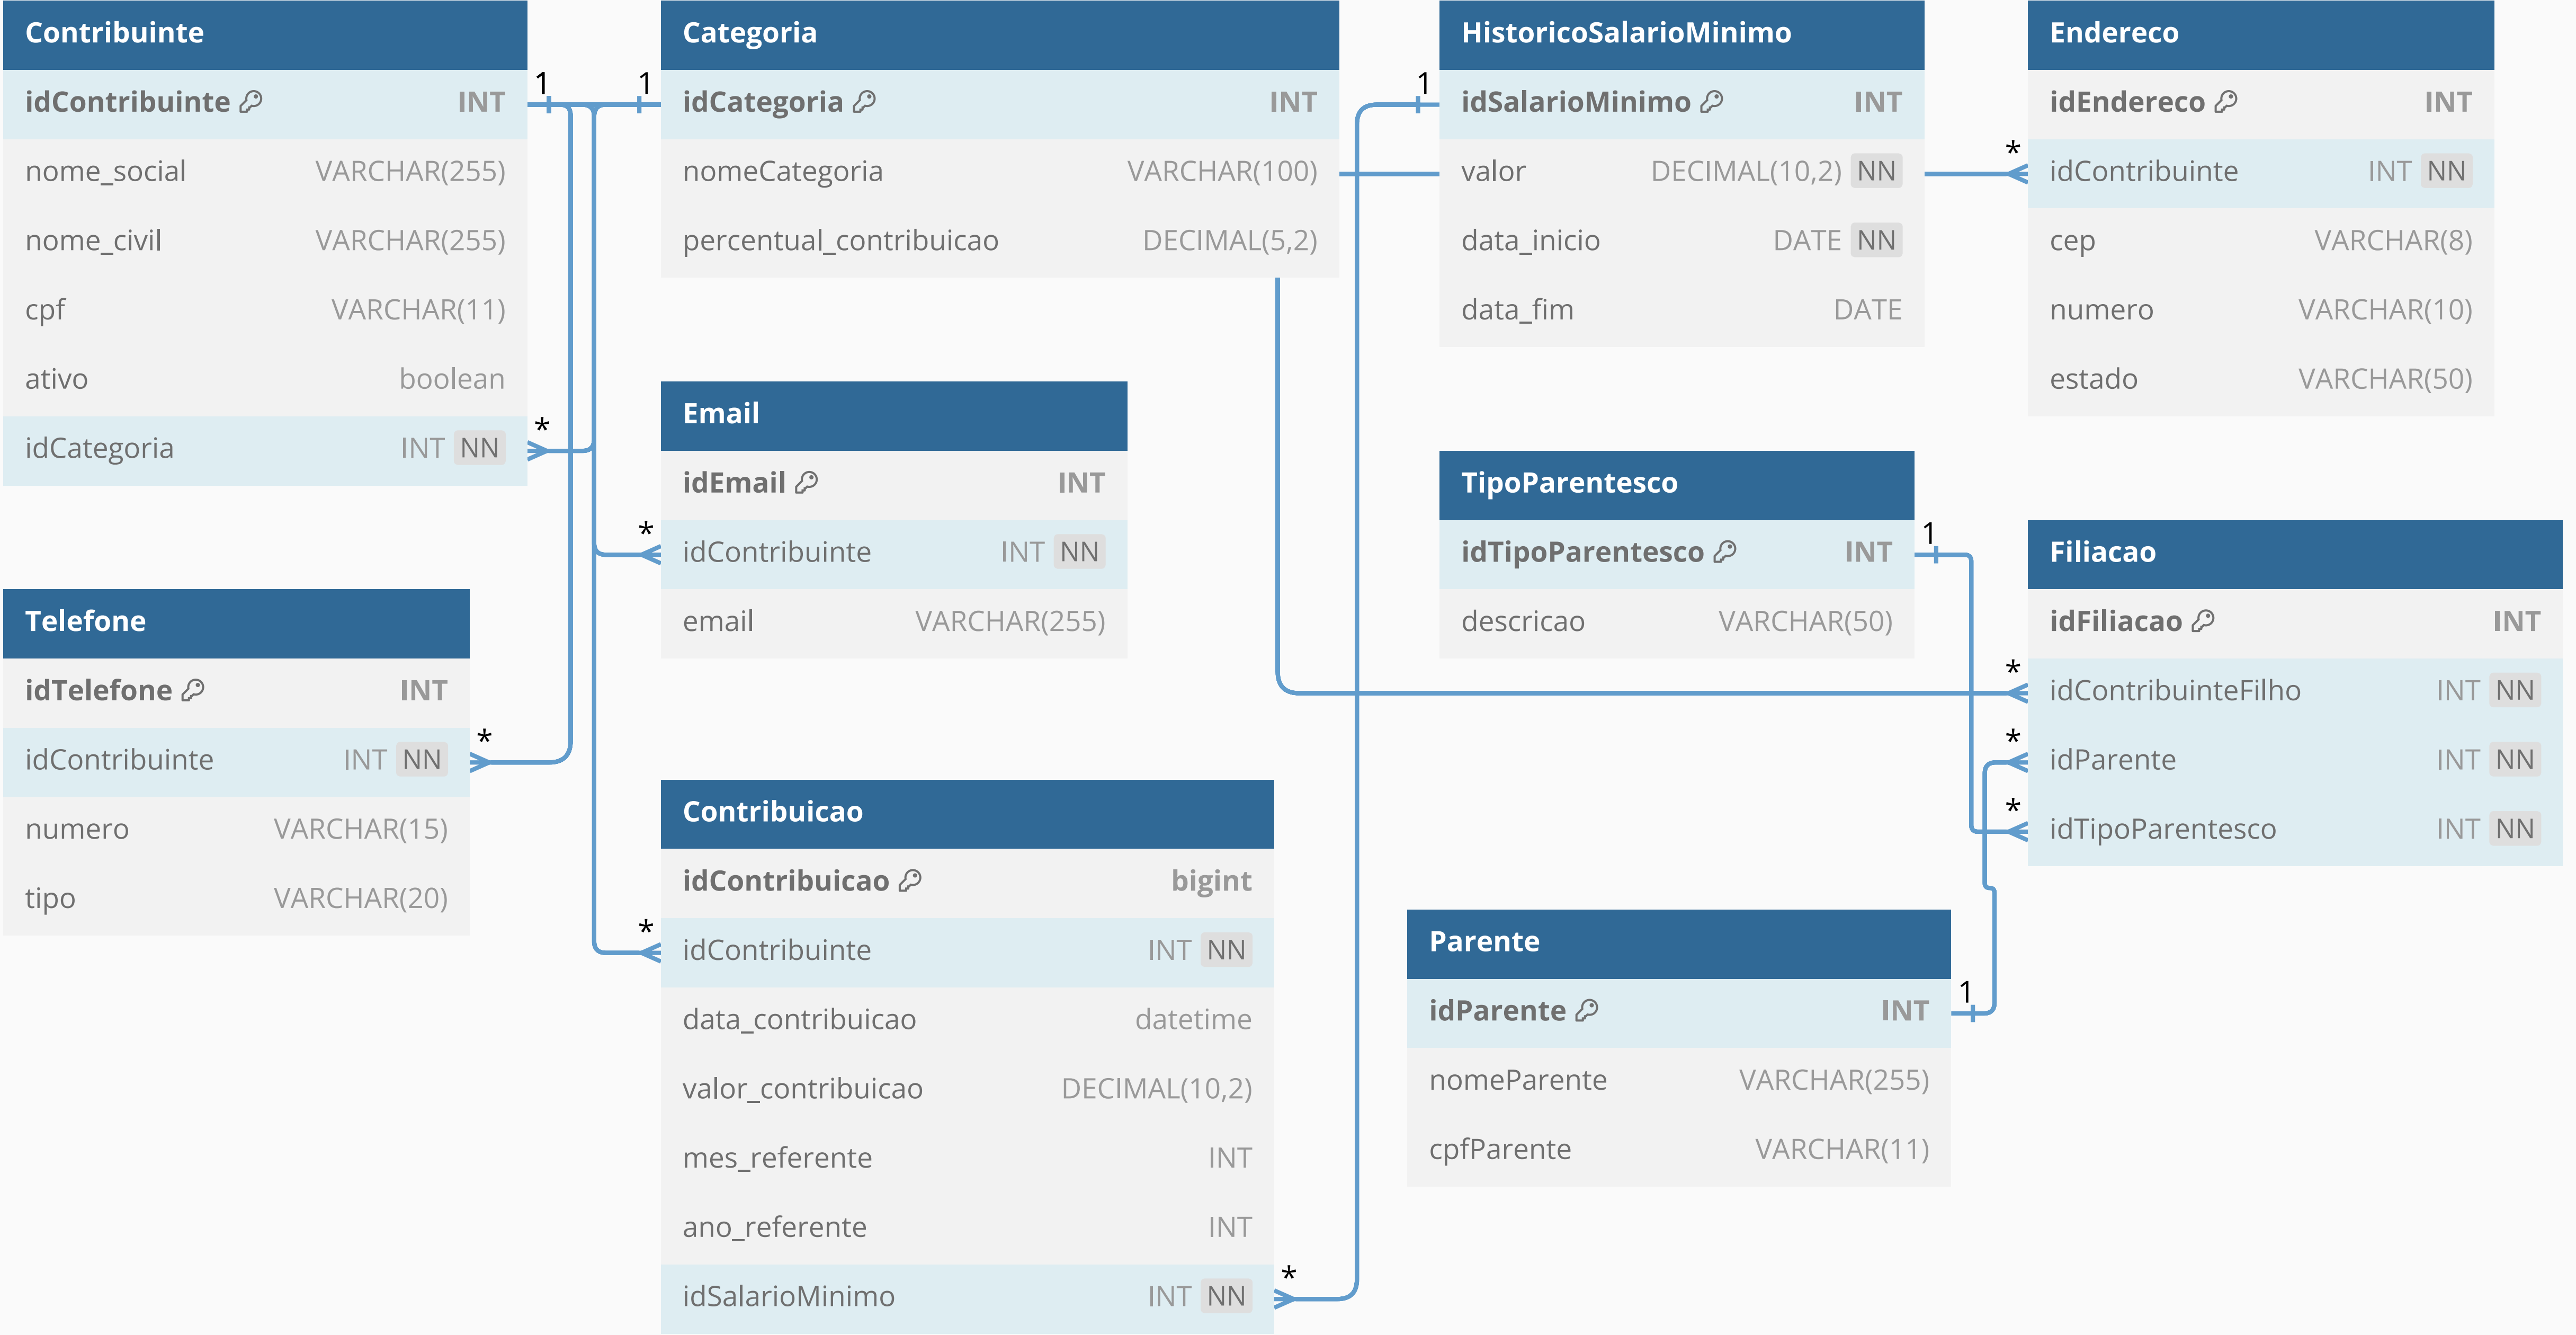 Contribuinte
idContribuinte INT
nome_social VARCHAR(255)
nome_civil VARCHAR(255)
cpf VARCHAR(11)
ativo boolean
idCategoria INT NN
1
*
Categoria
idCategoria INT
nomeCategoria VARCHAR(100)
percentual_contribuicao DECIMAL(5,2)
1
HistoricoSalarioMinimo
idSalarioMinimo INT
valor DECIMAL(10,2) NN
data_inicio DATE NN
data_fim DATE
1
Endereco
idEndereco INT
idContribuinte INT NN
cep VARCHAR(8)
numero VARCHAR(10)
estado VARCHAR(50)
*
Email
idEmail INT
idContribuinte INT NN
email VARCHAR(255)
*
TipoParentesco
idTipoParentesco INT
descricao VARCHAR(50)
1
Filiacao
idFiliacao INT
idContribuinteFilho INT NN
idParente INT NN
idTipoParentesco INT NN
*
*
*
Telefone
idTelefone INT
idContribuinte INT NN
numero VARCHAR(15)
tipo VARCHAR(20)
*
Contribuicao
idContribuicao bigint
idContribuinte INT NN
data_contribuicao datetime
valor_contribuicao DECIMAL(10,2)
mes_referente INT
ano_referente INT
idSalarioMinimo INT NN
*
*
Parente
idParente INT
nomeParente VARCHAR(255)
cpfParente VARCHAR(11)
1